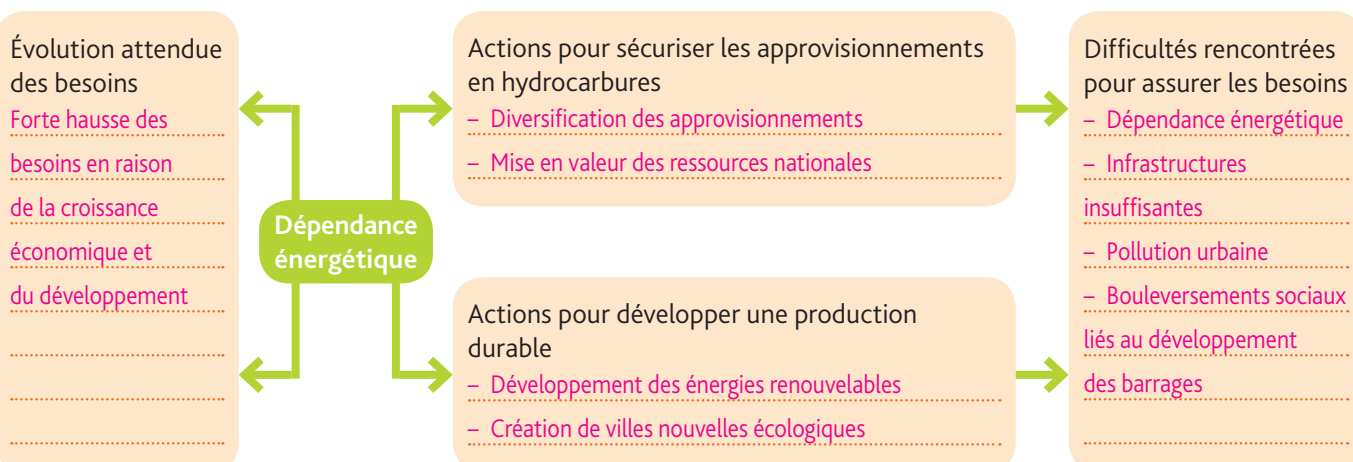 Évolution attendue
des besoins
Forte hausse des
besoins en raison
de la croissance
économique et
du développement
Dépendance
énergétique
Actions pour sécuriser les approvisionnements
en hydrocarbures
– Diversification des approvisionnements
– Mise en valeur des ressources nationales
Actions pour développer une production
durable
– Développement des énergies renouvelables
– Création de villes nouvelles écologiques
Difficultés rencontrées
pour assurer les besoins
– Dépendance énergétique
– Infrastructures
insuffisantes
– Pollution urbaine
– Bouleversements sociaux
liés au développement
des barrages